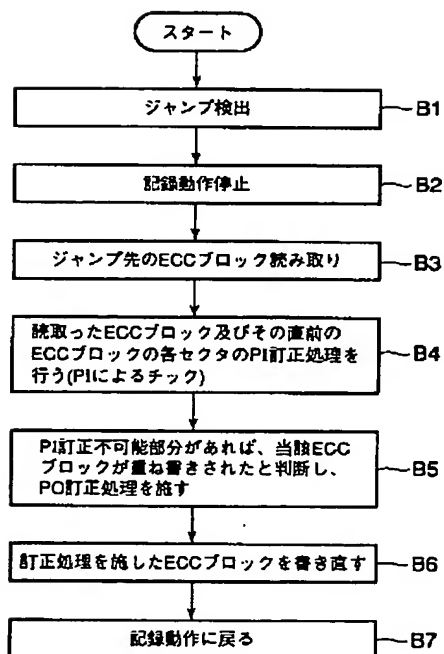 スタート
ジャンプ検出
B1
記録動作停止
B2
ジャンプ先のECCブロック読み取り
B3
読取ったECCブロック及びその直前の
ECCブロックの各セクタのPI訂正処理を
行う(PIによるチック)
B4
PI訂正不可能部分があれば、当該ECC
ブロックが重ね書きされたと判断し、
PO訂正処理を施す
B5
訂正処理を施したECCブロックを書き直す
B6
記録動作に戻る
B7